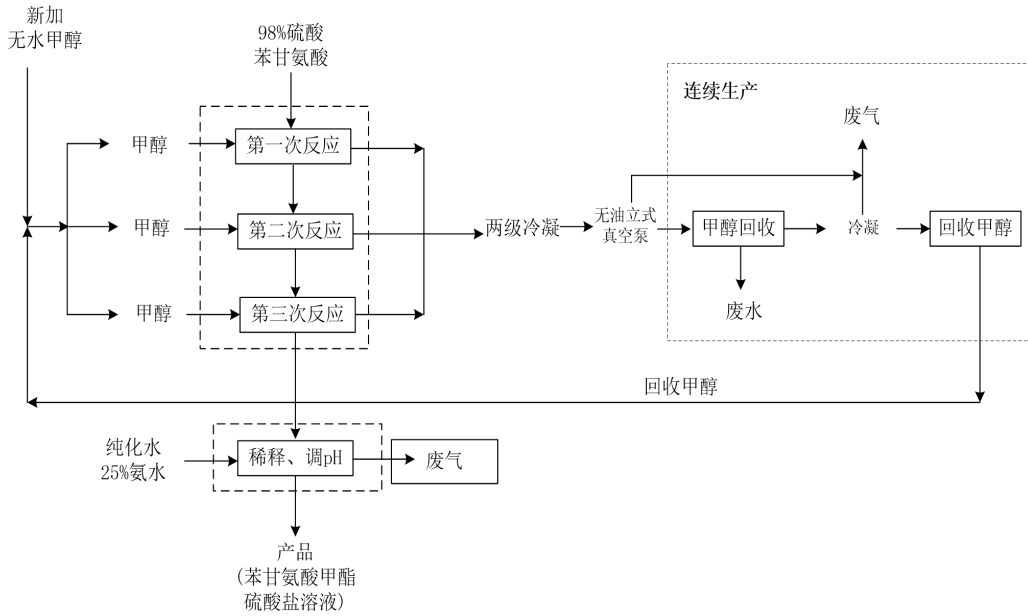 新加
无水甲醇
98%硫酸
苯甘氨酸
连续生产
废气
甲醇
第一次反应
甲醇
第二次反应
两级冷凝
无油立式
真空泵
甲醇回收
冷凝
回收甲醇
甲醇
第三次反应
废水
回收甲醇
纯化水
25%氨水
稀释、调pH
废气
产品
(苯甘氨酸甲酯
硫酸盐溶液)